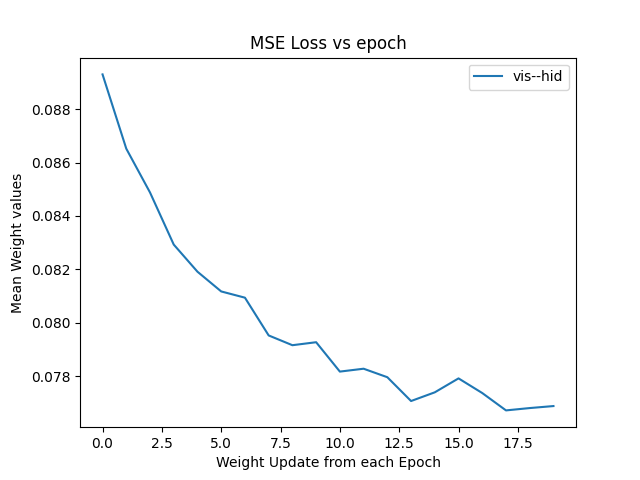 MSE Loss vs epoch
vis--hid
Mean Weight values
0.088
0.086
0.084
0.082
0.080
0.078
0.0 2.5 5.0 7.5 10.0 12.5 15.0 17.5
Weight Update from each Epoch